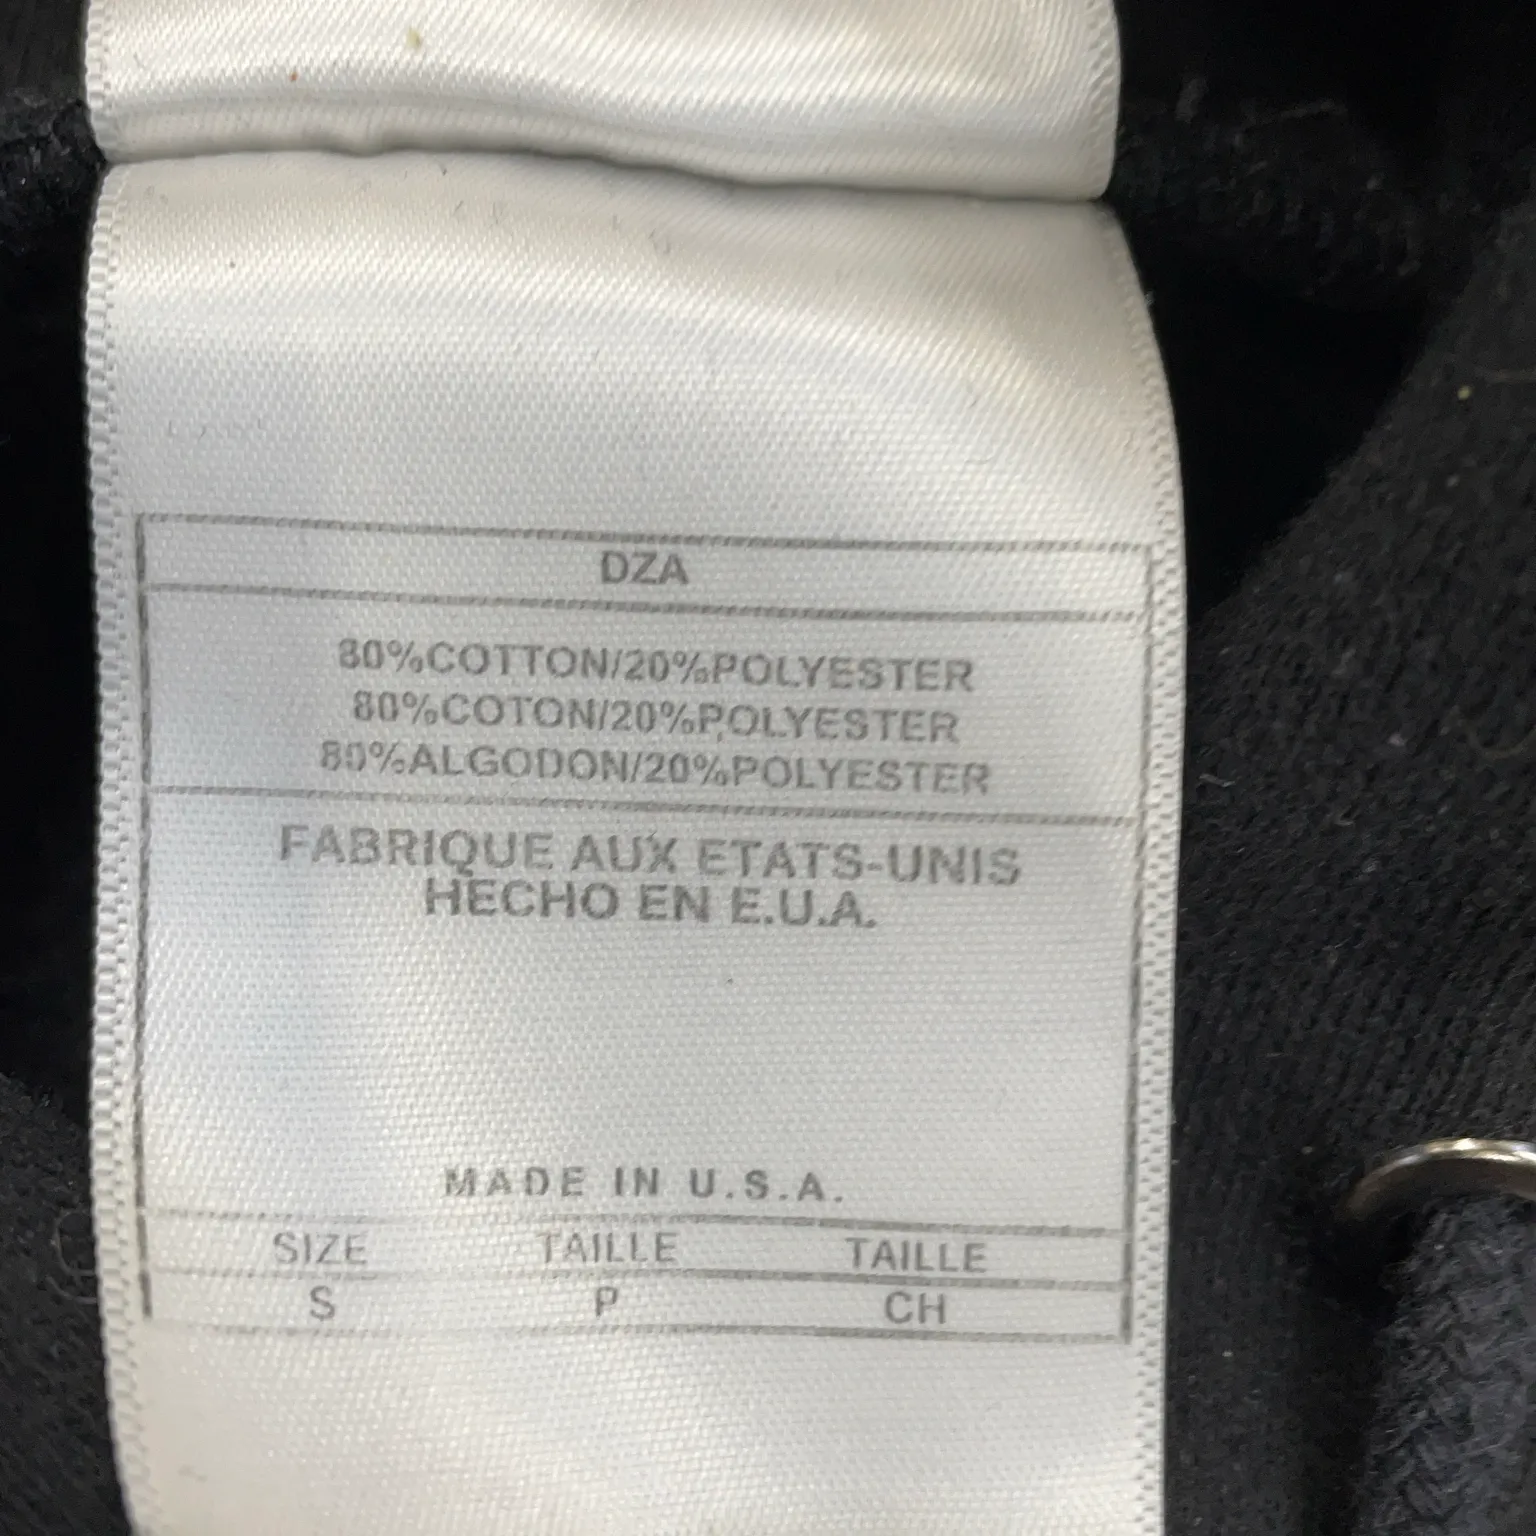 DZA
80%COTTON/20%POLYESTER
80%COTON/20%POLYESTER
80%ALGODON/20%POLYESTER
FABRIQUE AUX ETATS-UNIS
HECHO EN E.U.A.
MADE IN U.S.A.
SIZE TAILLE TAILLE
S P CH